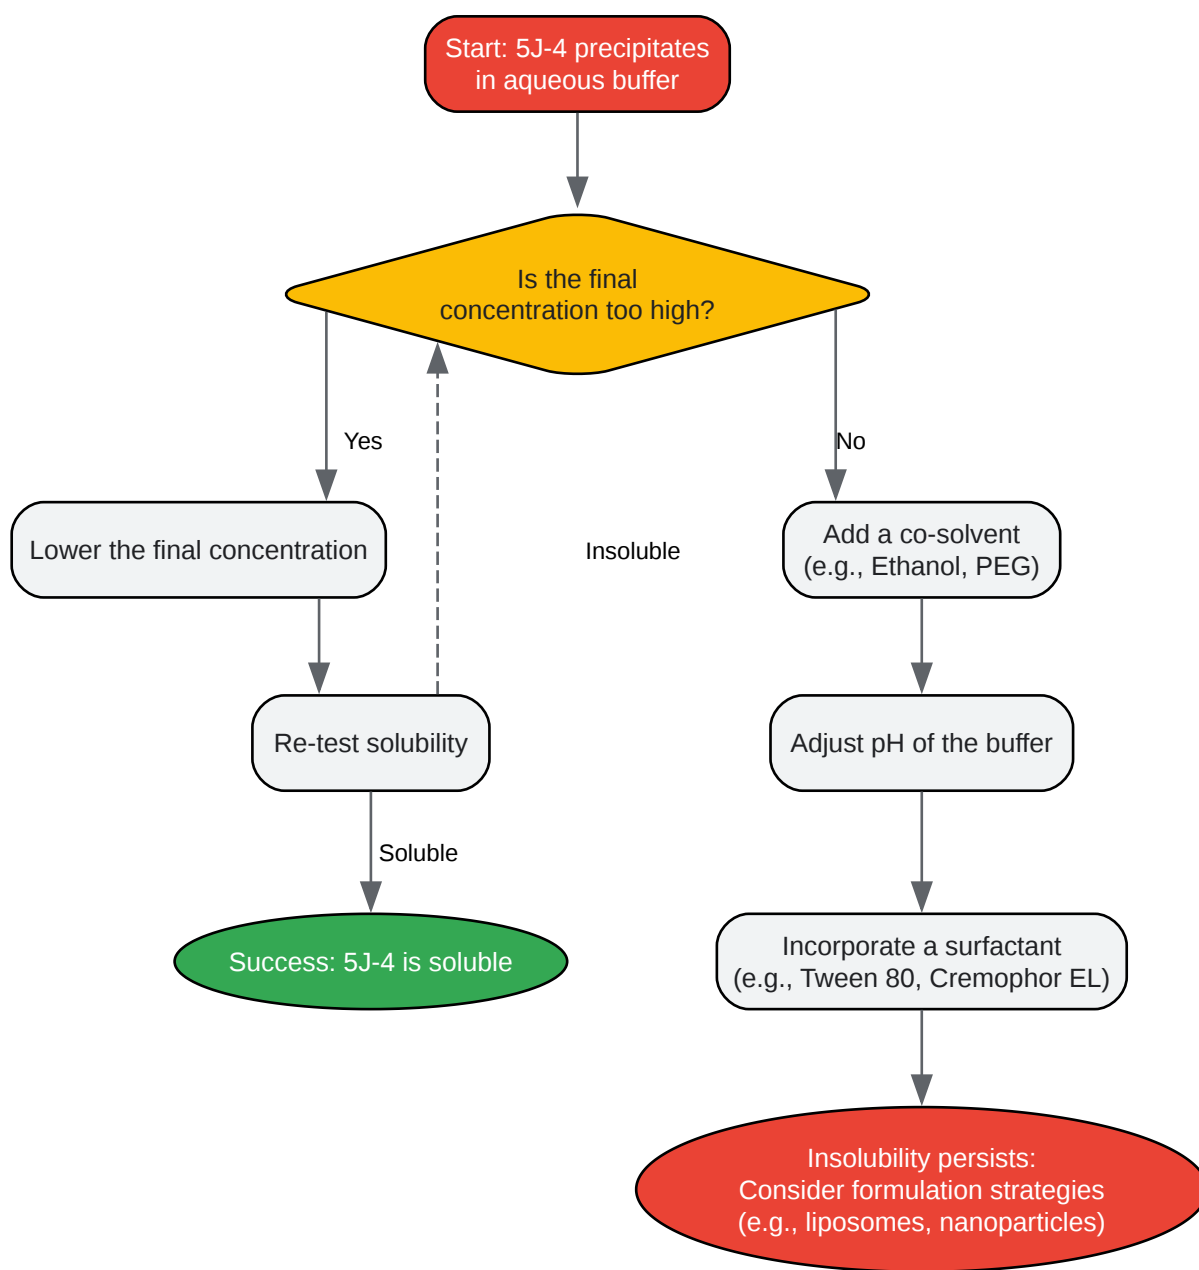 Start: 5J-4 precipitates
in aqueous buffer
Is the final
concentration too high?
Yes
No
Lower the final concentration
Insoluble
Add a co-solvent
(e.g., Ethanol, PEG)
Re-test solubility
Adjust pH of the buffer
Soluble
Success: 5J-4 is soluble
Incorporate a surfactant
(e.g., Tween 80, Cremophor EL)
Insolubility persists:
Consider formulation strategies
(e.g., liposomes, nanoparticles)